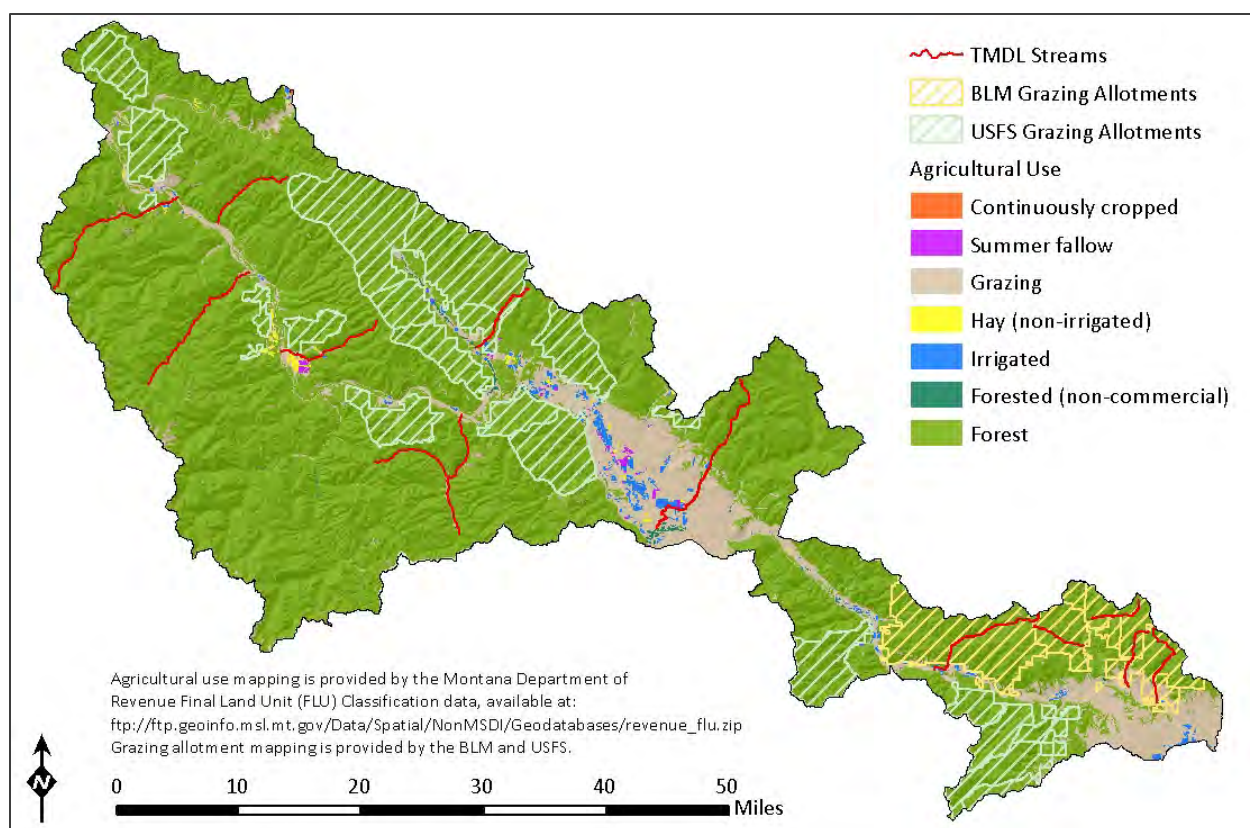 TMDL Streams
BLM Grazing Allotments
USFS Grazing Allotments
Agricultural Use
Continuously cropped
Summer fallow
Grazing
Hay (non-irrigated)
Irrigated
Forested (non-commercial)
Forest
Agricultural use mapping is provided by the Montana Department of
Revenue Final Land Unit (FLU) Classification data, available at:
ftp://ftp.geoinfo.msl.mt.gov/Data/Spatial/NonMSDI/Geodatabases/revenue_flu.zip
Grazing allotment mapping is provided by the BLM and USFS.
N
0 10 20 30 40 50
Miles